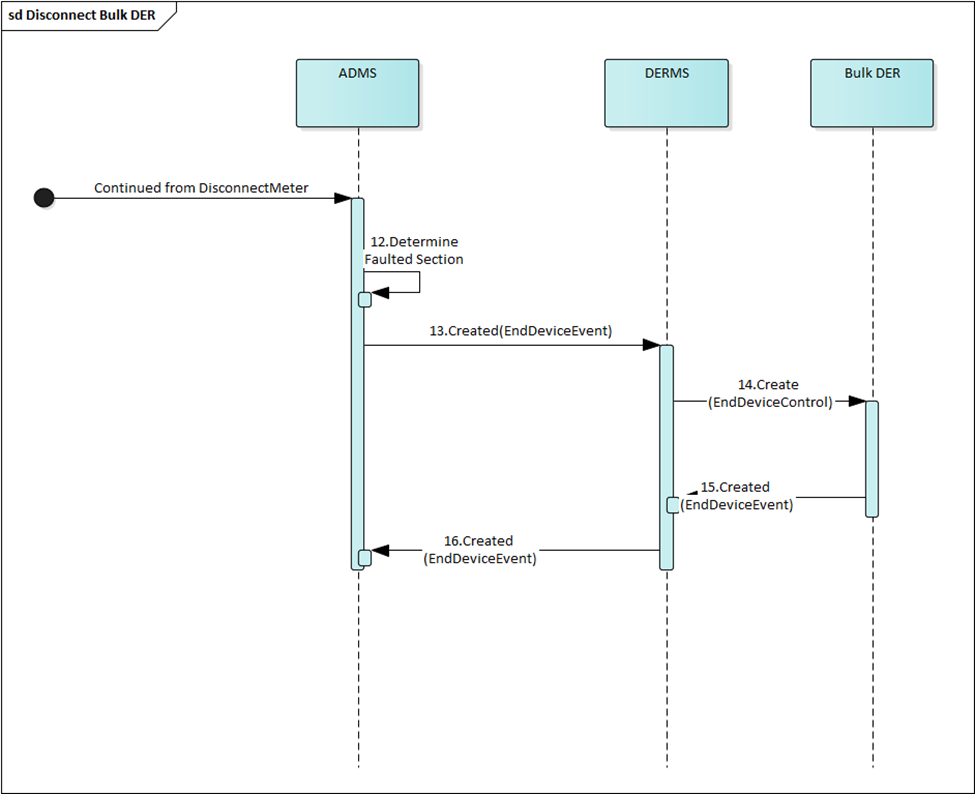 sd Disconnect Bulk DER
ADMS
DERMS
Bulk DER
Continued from DisconnectMeter
12.Determine
Faulted Section
13.Created(EndDeviceEvent)
14.Create
(EndDeviceControl)
15.Created
(EndDeviceEvent)
16.Created
(EndDeviceEvent)